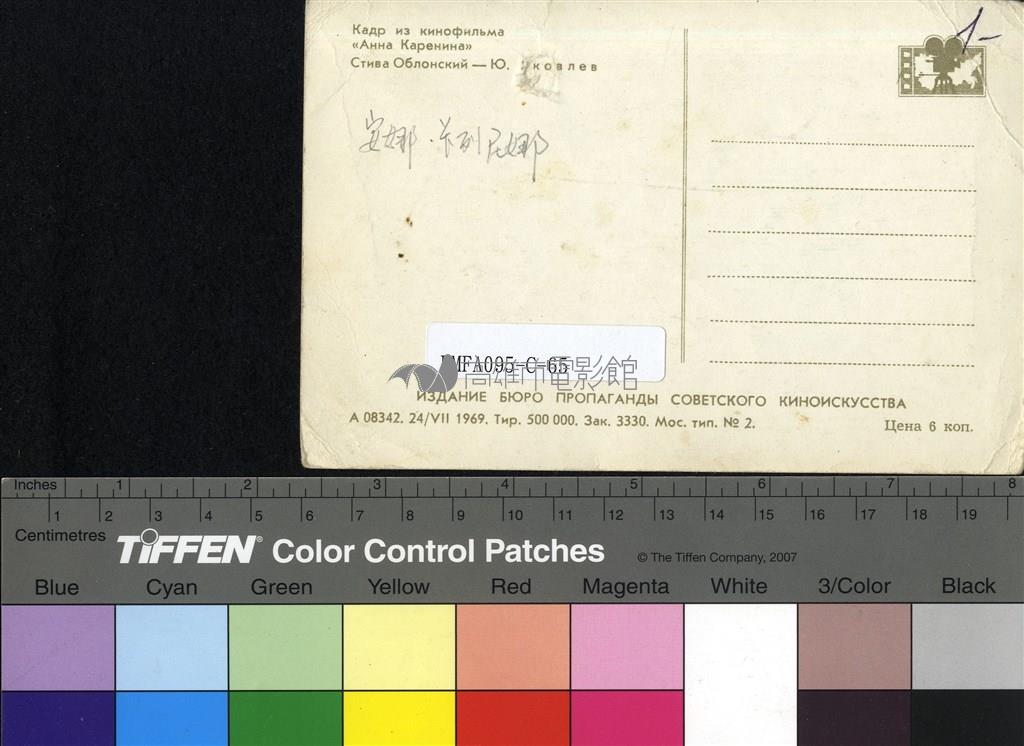 Кадр из кинофильма
«Анна Каренина»
Стива Облонский — Ю. Яковлев
1-
安娜·卡列尼娜
KMFA095-C-65
高雄市電影館
ИЗДАНИЕ БЮРО ПРОПАГАНДЫ СОВЕТСКОГО КИНОИСКУССТВА
А 08342. 24/VII 1969. Тир. 500 000. Зак. 3330. Мос. тип. № 2.
Цена 6 коп.
Inches 1 2 3 4 5 6 7 8
1 2 3 4 5 6 7 8 9 10 11 12 13 14 15 16 17 18 19
Centimetres
TIFFEN® Color Control Patches © The Tiffen Company, 2007
Blue Cyan Green Yellow Red Magenta White 3/Color Black